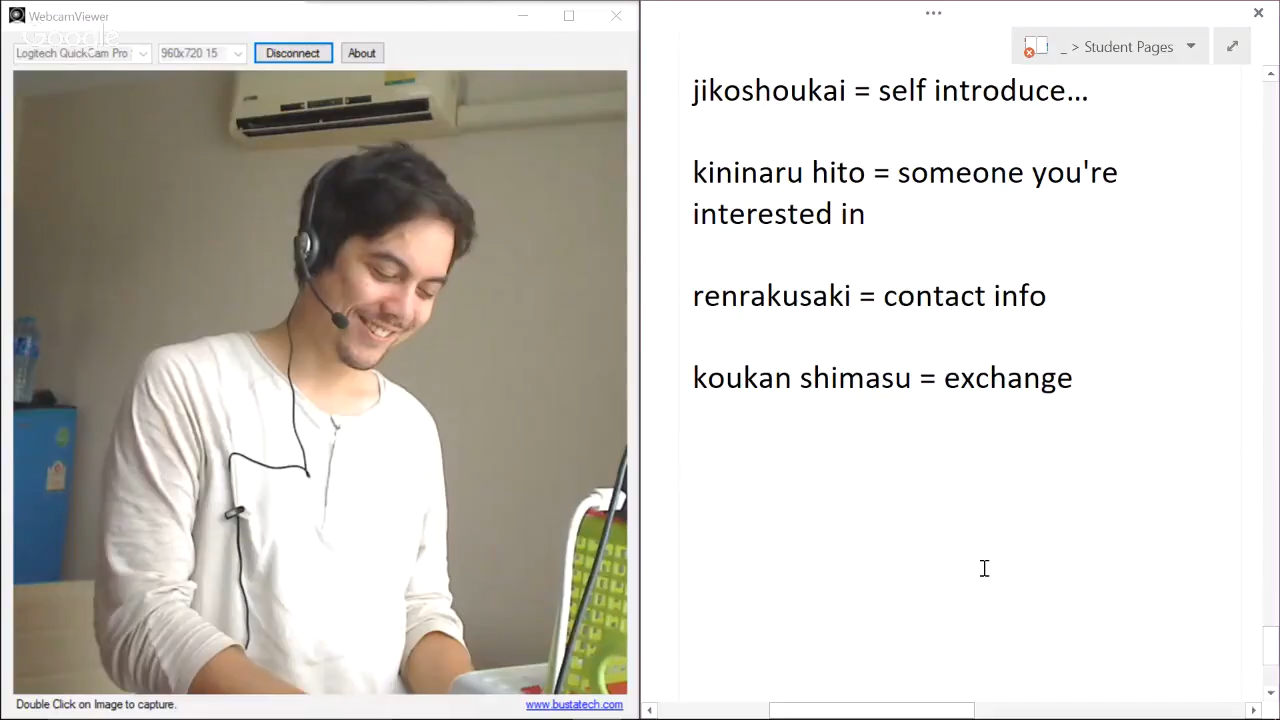 WebcamViewer
Google
Logitech QuickCam Pro
960x720 15
Disconnect
About
Double Click on Image to capture.
www.bustatech.com
_ > Student Pages
jikoshoukai = self introduce...
kininaru hito = someone you're
interested in
renrakusaki = contact info
koukan shimasu = exchange